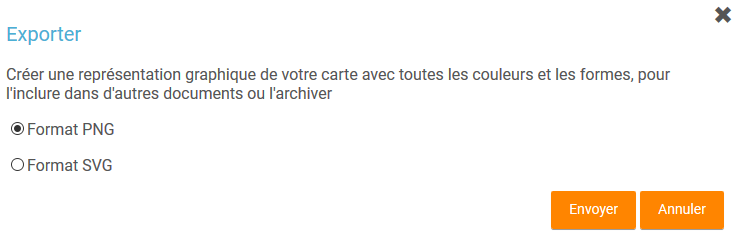 Exporter
Créer une représentation graphique de votre carte avec toutes les couleurs et les formes, pour
l'inclure dans d'autres documents ou l'archiver
Format PNG
Format SVG
Envoyer Annuler